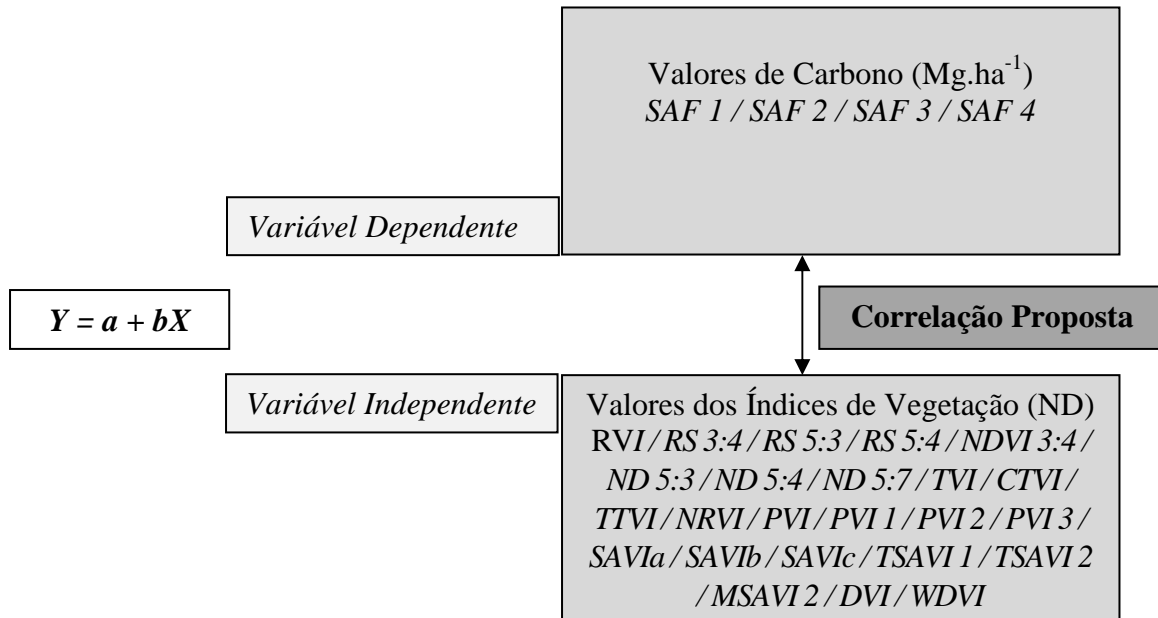 Valores de Carbono (Mg.ha⁻¹)
SAF 1 / SAF 2 / SAF 3 / SAF 4
Variável Dependente
Y = a + bX
Correlação Proposta
Variável Independente
Valores dos Índices de Vegetação (ND)
RVI / RS 3:4 / RS 5:3 / RS 5:4 / NDVI 3:4 /
ND 5:3 / ND 5:4 / ND 5:7 / TVI / CTVI /
TTVI / NRVI / PVI / PVI 1 / PVI 2 / PVI 3 /
SAVIa / SAVIb / SAVIc / TSAVI 1 / TSAVI 2
/ MSAVI 2 / DVI / WDVI